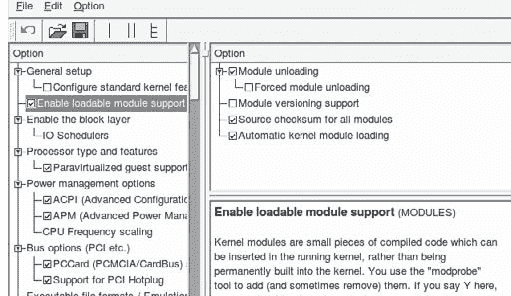 File Edit Option
Option
General setup
Configure standard kernel fea
Enable loadable module support
Enable the block layer
IO Schedulers
Processor type and features
Paravirtualized guest support
Power management options
ACPI (Advanced Configuratio
APM (Advanced Power Mana
CPU Frequency scaling
Bus options (PCI etc.)
PCCard (PCMCIA/CardBus)
Support for PCI Hotplug
Executable file formats / Emulation
Option
Module unloading
Forced module unloading
Module versioning support
Source checksum for all modules
Automatic kernel module loading
Enable loadable module support (MODULES)
Kernel modules are small pieces of compiled code which can
be inserted in the running kernel, rather than being
permanently built into the kernel. You use the "modprobe"
tool to add (and sometimes remove) them. If you say Y here,